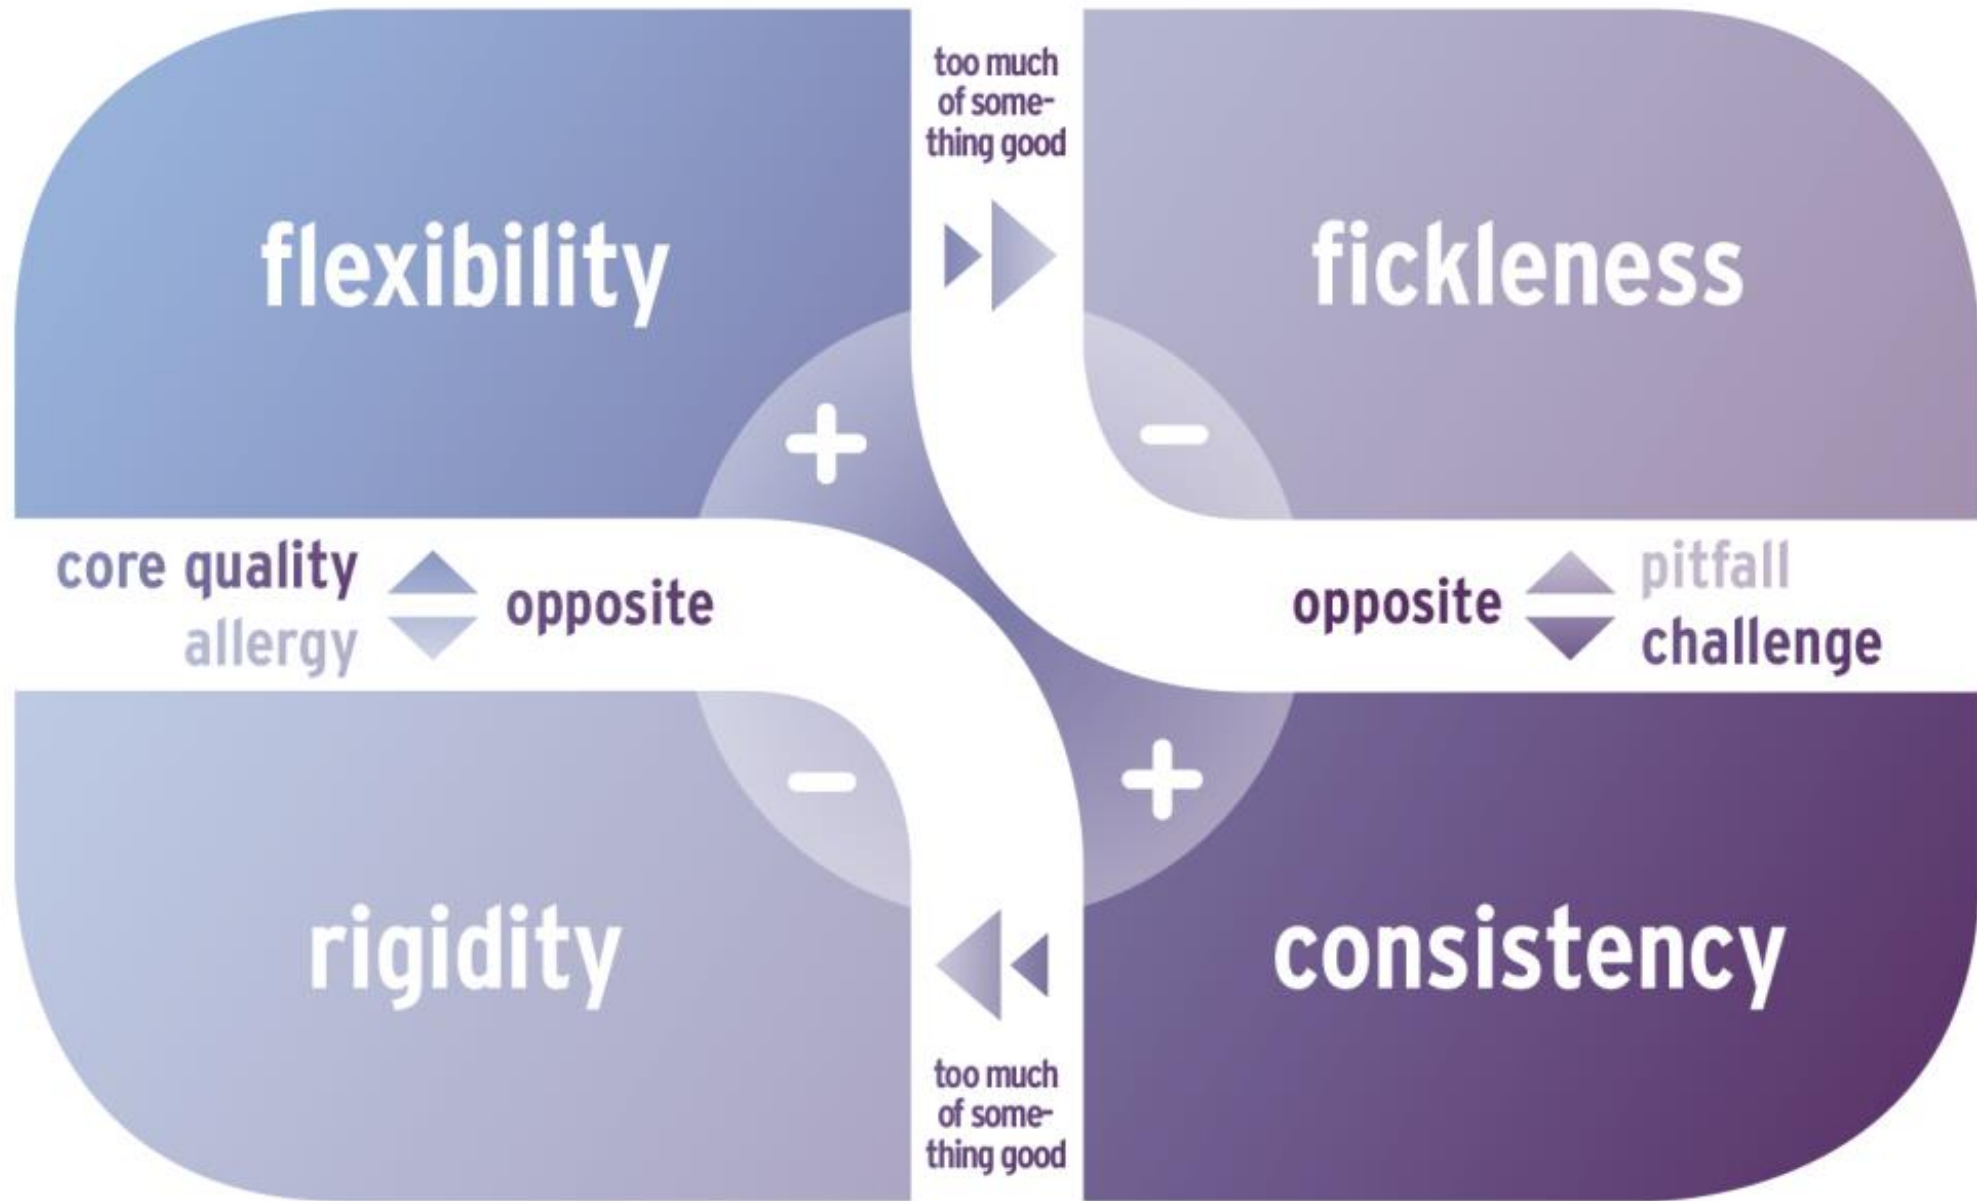 too much
of some-
thing good
flexibility
fickleness
+
−
core quality
allergy
opposite
opposite
pitfall
challenge
−
+
rigidity
consistency
too much
of some-
thing good